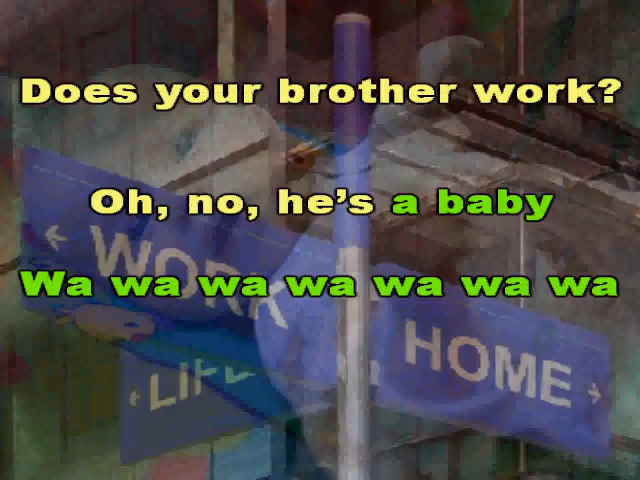 Does your brother work?
Oh, no, he's a baby
Wa wa wa wa wa wa wa
← WORK
HOME →
← LIFE